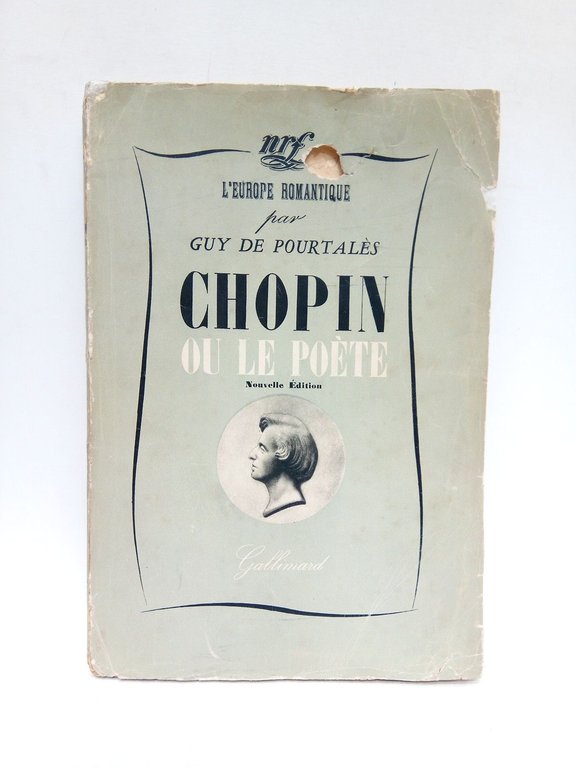 nrf
L'EUROPE ROMANTIQUE
par
GUY DE POURTALÈS
CHOPIN
OU LE POÈTE
Nouvelle Édition
Gallimard